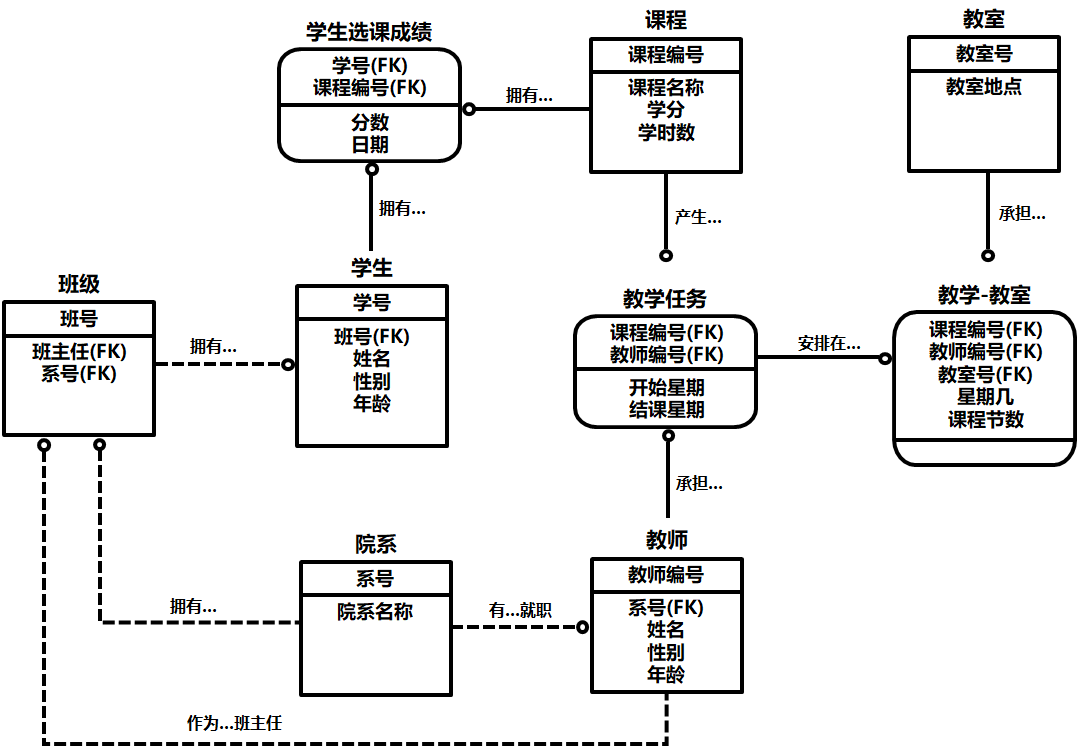 学生选课成绩
学号(FK)
课程编号(FK)
分数
日期
拥有...
课程
课程编号
课程名称
学分
学时数
教室
教室号
教室地点
拥有...
产生...
承担...
班级
班号
班主任(FK)
系号(FK)
拥有...
学生
学号
班号(FK)
姓名
性别
年龄
教学任务
课程编号(FK)
教师编号(FK)
开始星期
结课星期
安排在...
教学-教室
课程编号(FK)
教师编号(FK)
教室号(FK)
星期几
课程节数
承担...
院系
系号
院系名称
拥有...
有...就职
教师
教师编号
系号(FK)
姓名
性别
年龄
作为...班主任